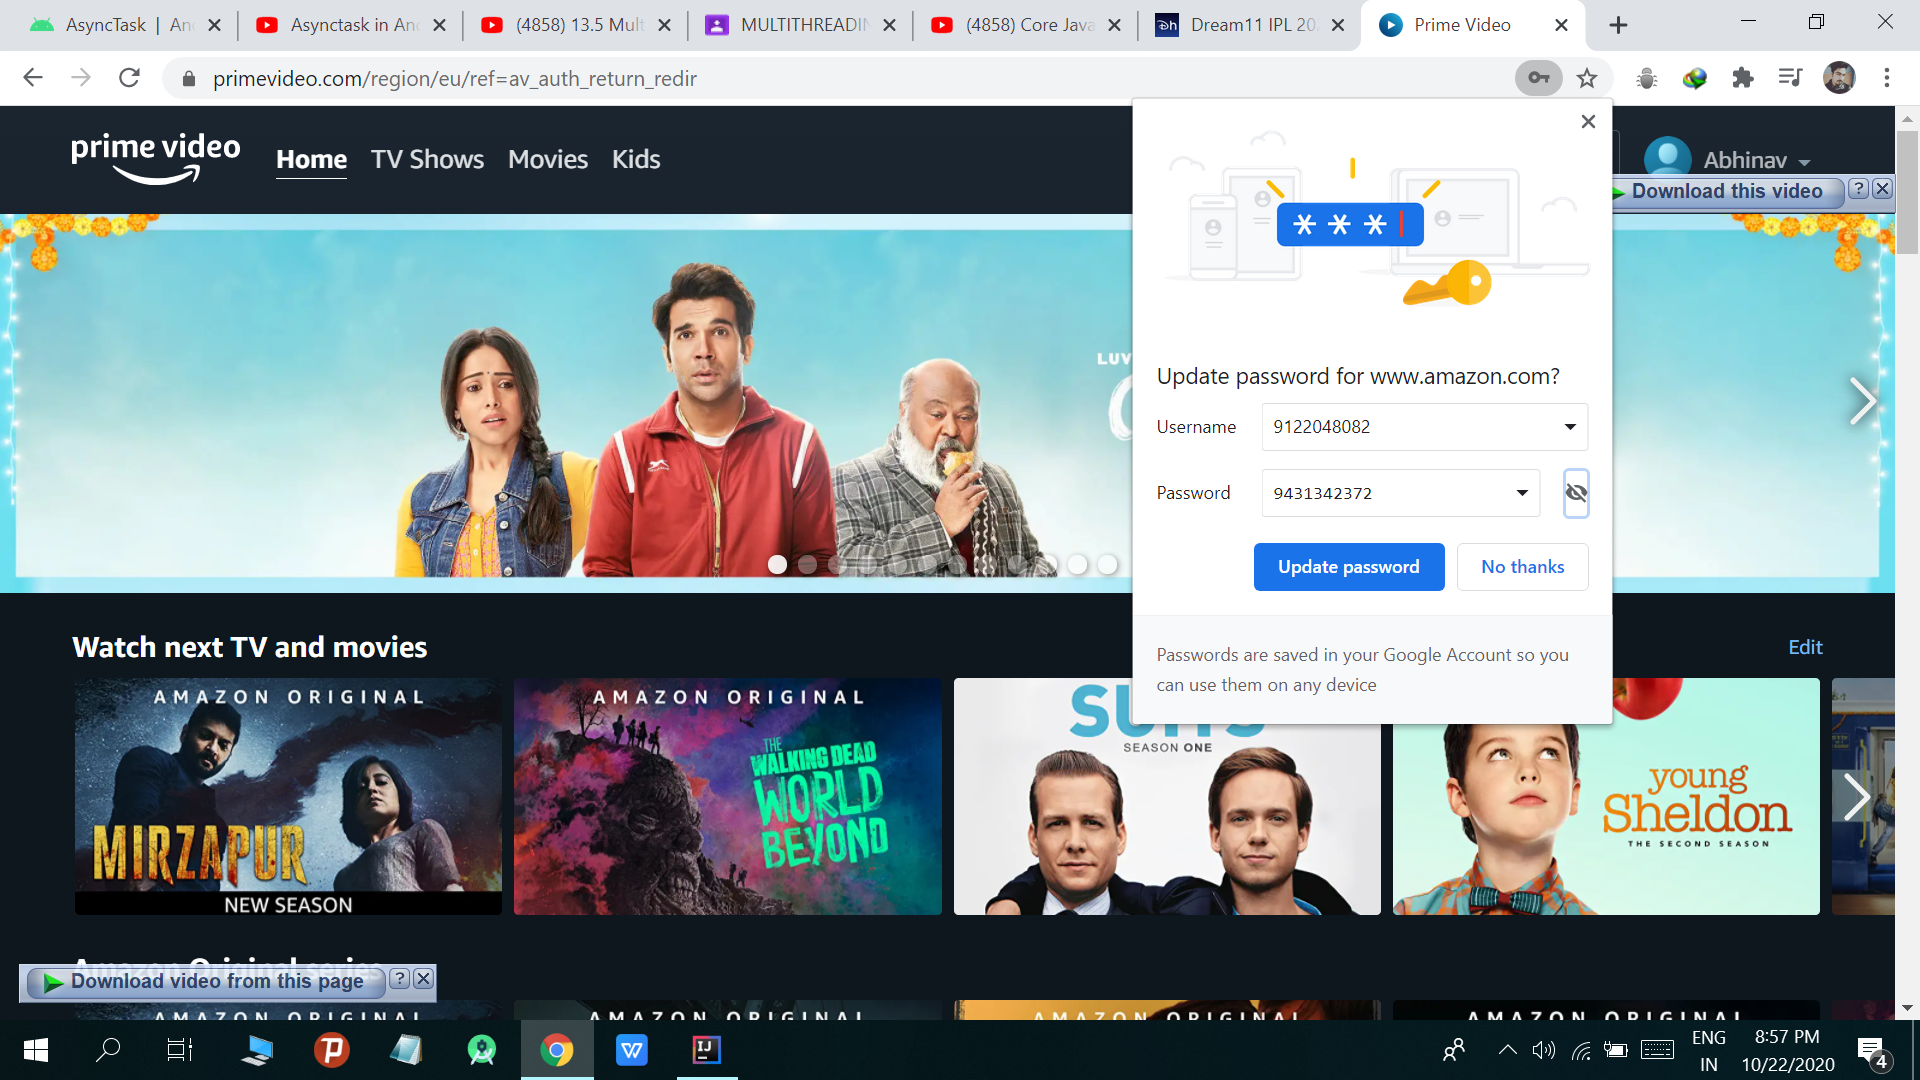 AsyncTask | An
Asynctask in An
(4858) 13.5 Mult
MULTITHREADIN
(4858) Core Java
Dream11 IPL 20
Prime Video
primevideo.com/region/eu/ref=av_auth_return_redir
prime video
Home
TV Shows
Movies
Kids
Abhinav
Download this video
?
LUV
***
Update password for www.amazon.com?
Username
9122048082
Password
9431342372
Update password
No thanks
Passwords are saved in your Google Account so you
can use them on any device
Watch next TV and movies
Edit
AMAZON ORIGINAL
MIRZAPUR
NEW SEASON
AMAZON ORIGINAL
THE
WALKING DEAD
WORLD
BEYOND
SUITS
SEASON ONE
young
Sheldon
THE SECOND SEASON
Amazon Original series
Download video from this page
?
AMAZON ORIGINAL
AMAZON ORIGINAL
AMAZON ORIGINAL
AMAZON ORIGINAL
ENG
IN
8:57 PM
10/22/2020
4